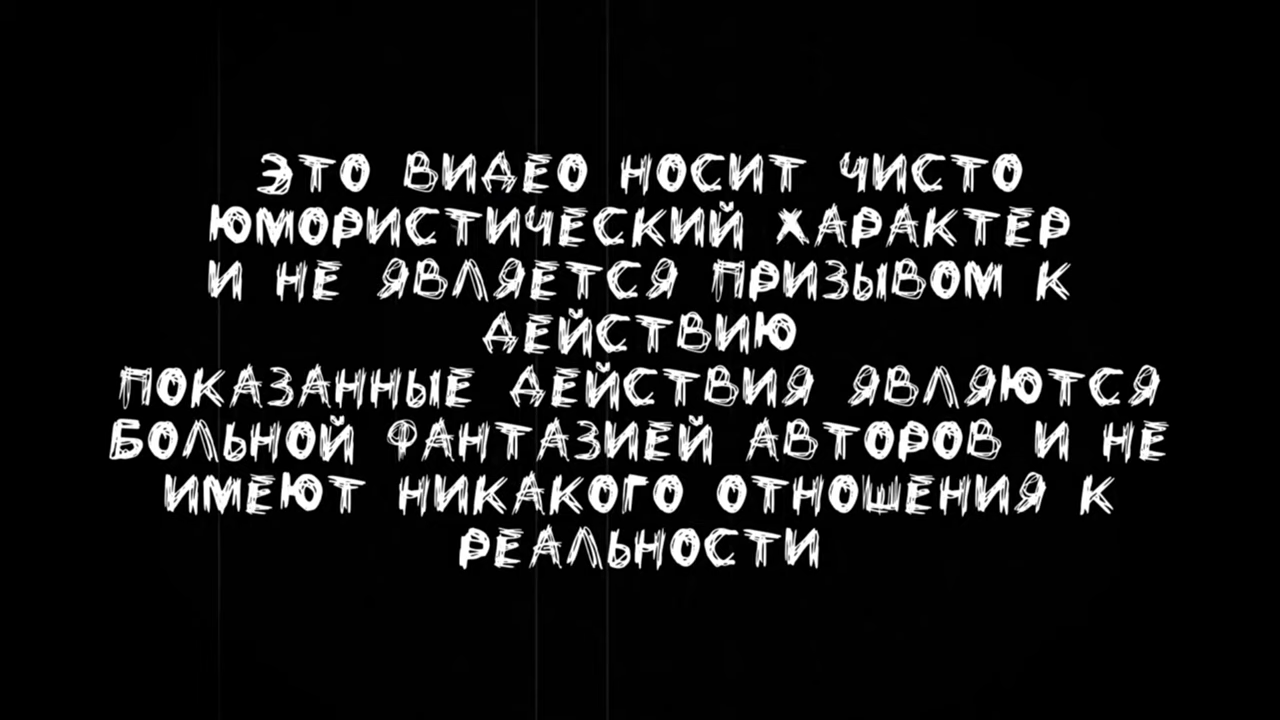 ЭТО ВИДЕО НОСИТ ЧИСТО
ЮМОРИСТИЧЕСКИЙ ХАРАКТЕР
И НЕ ЯВЛЯЕТСЯ ПРИЗЫВОМ К
ДЕЙСТВИЮ
ПОКАЗАННЫЕ ДЕЙСТВИЯ ЯВЛЯЮТСЯ
БОЛЬНОЙ ФАНТАЗИЕЙ АВТОРОВ И НЕ
ИМЕЮТ НИКАКОГО ОТНОШЕНИЯ К
РЕАЛЬНОСТИ